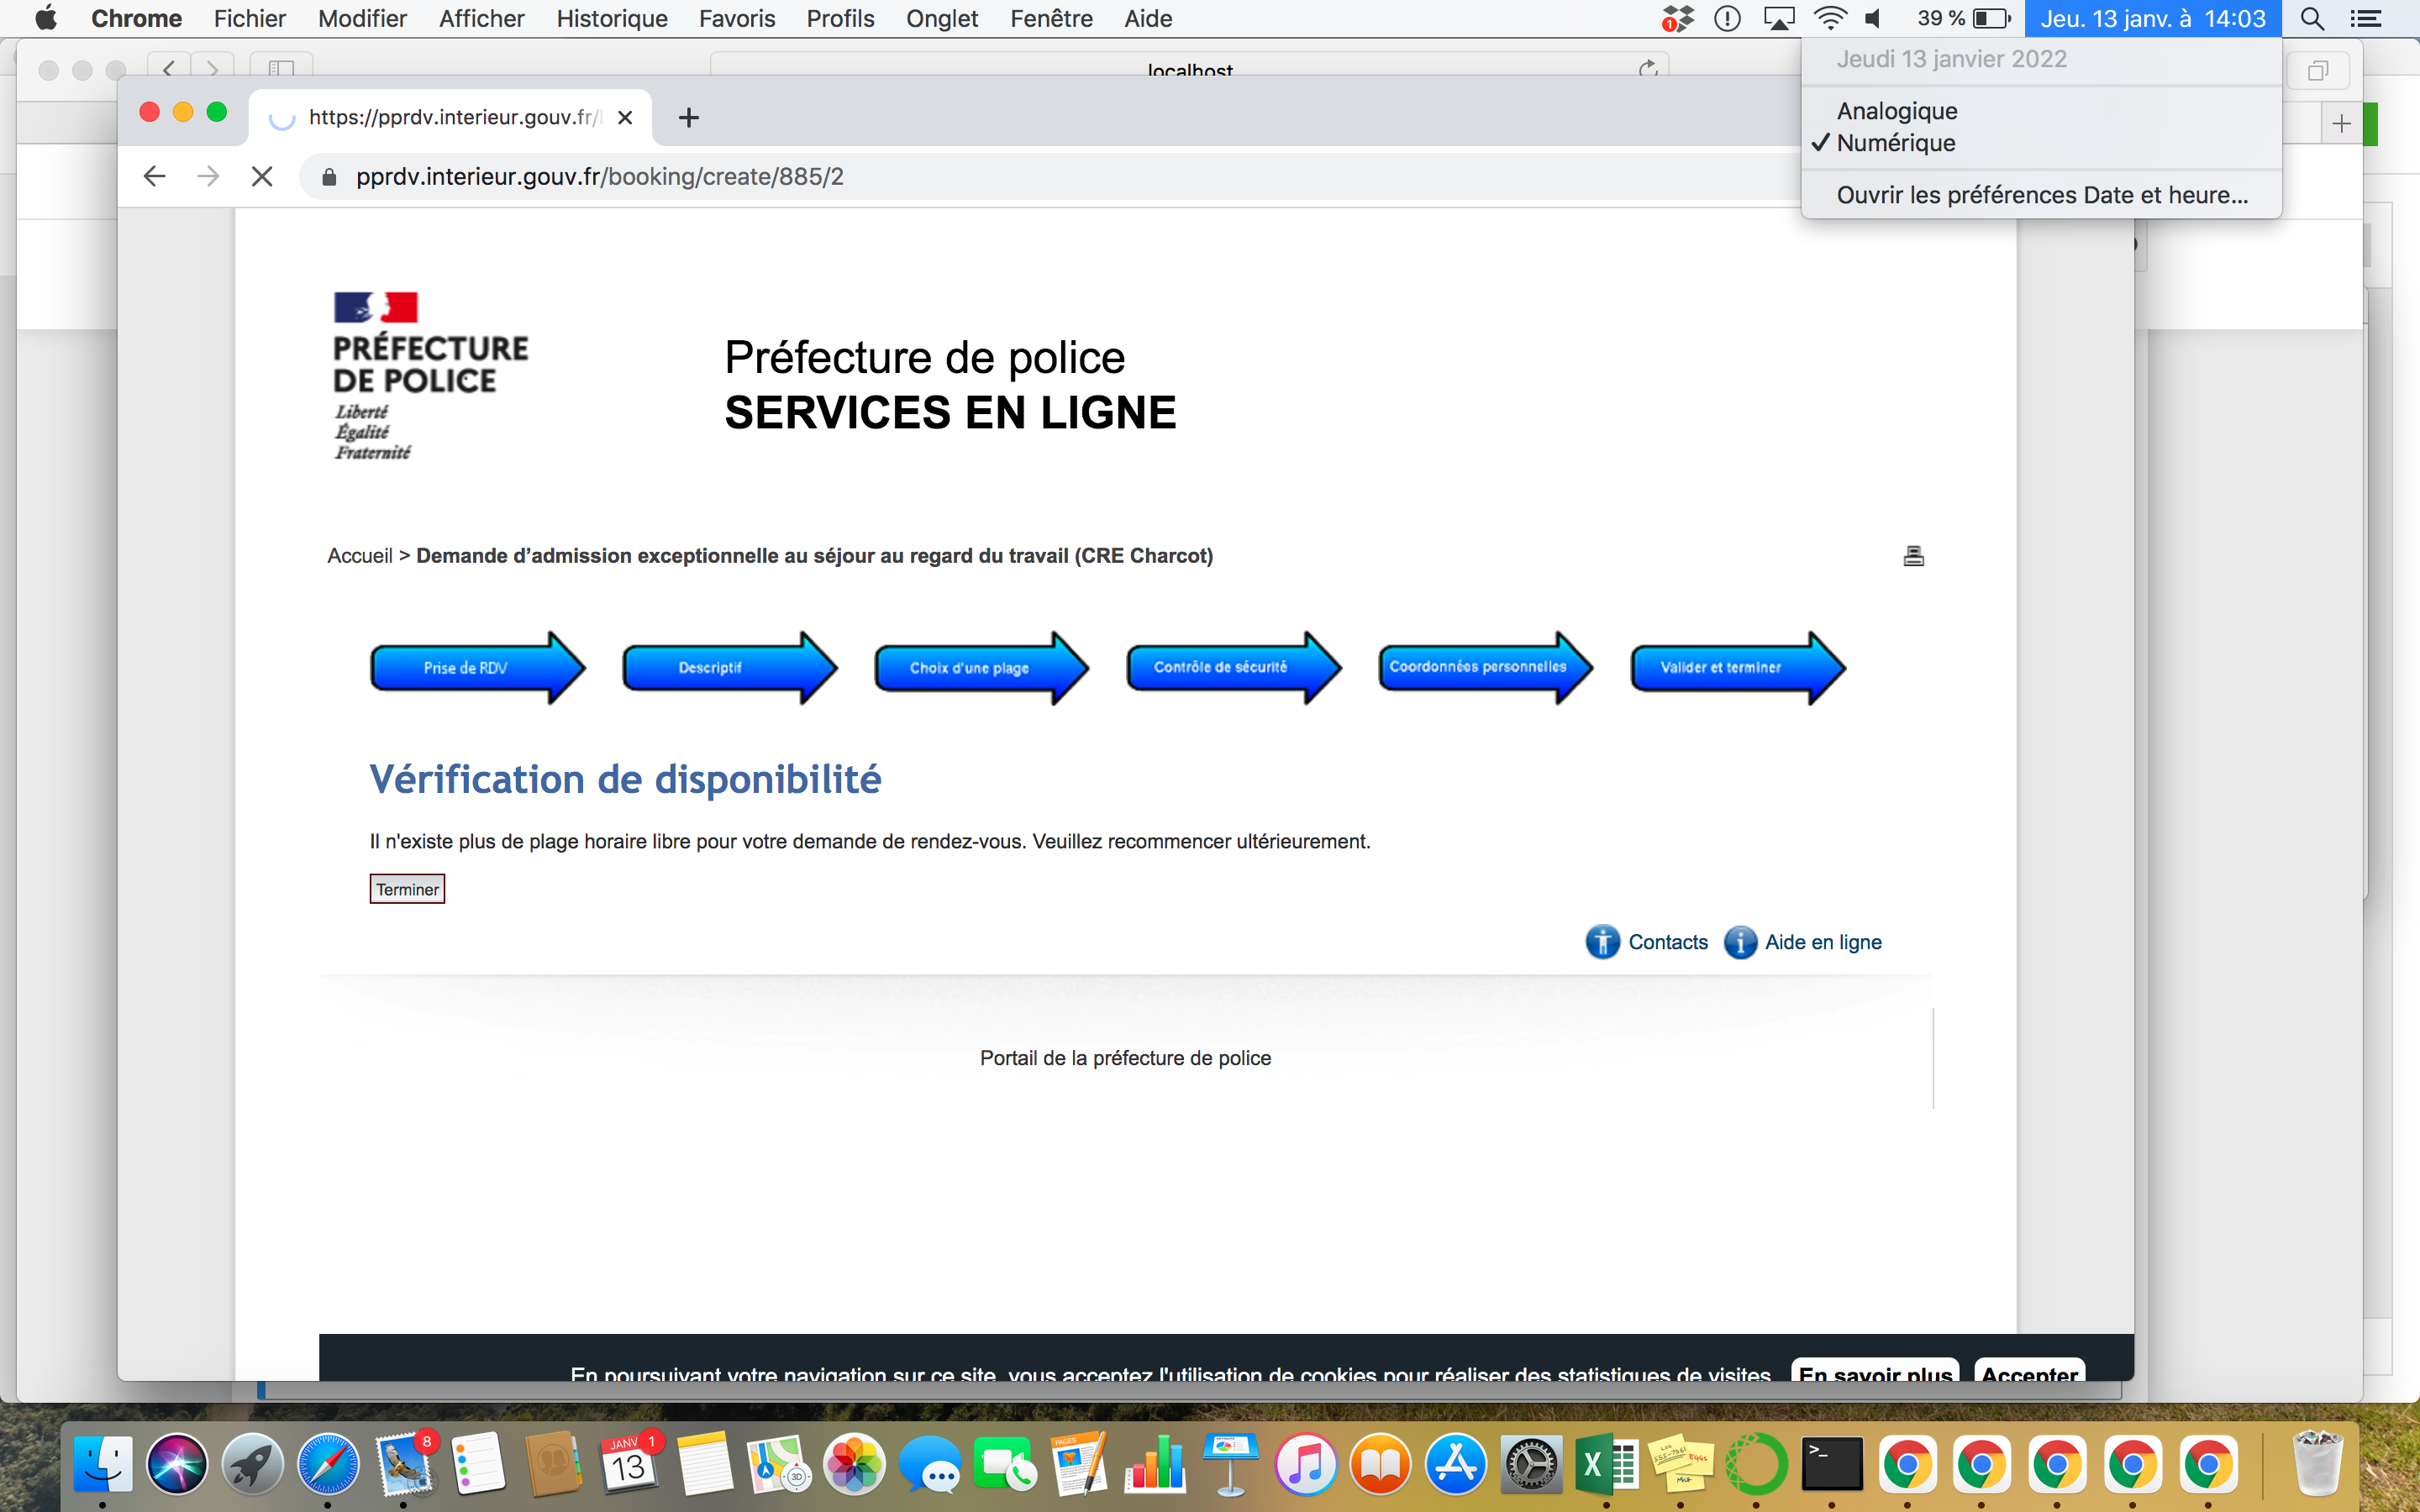 Chrome Fichier Modifier Afficher Historique Favoris Profils Onglet Fenêtre Aide
1 39 % Jeu. 13 janv. à 14:03
Jeudi 13 janvier 2022
Analogique
✓ Numérique
Ouvrir les préférences Date et heure...
localhost
https://pprdv.interieur.gouv.fr/
pprdv.interieur.gouv.fr/booking/create/885/2
PRÉFECTURE
DE POLICE
Liberté
Égalité
Fraternité
Préfecture de police
SERVICES EN LIGNE
Accueil > Demande d'admission exceptionnelle au séjour au regard du travail (CRE Charcot)
Prise de RDV
Descriptif
Choix d'une plage
Contrôle de sécurité
Coordonnées personnelles
Valider et terminer
Vérification de disponibilité
Il n'existe plus de plage horaire libre pour votre demande de rendez-vous. Veuillez recommencer ultérieurement.
Terminer
Contacts
Aide en ligne
Portail de la préfecture de police
En poursuivant votre navigation sur ce site, vous acceptez l'utilisation de cookies pour réaliser des statistiques de visites
En savoir plus
Accepter
8
JANV 1
13
3D
PAGES
X
>_